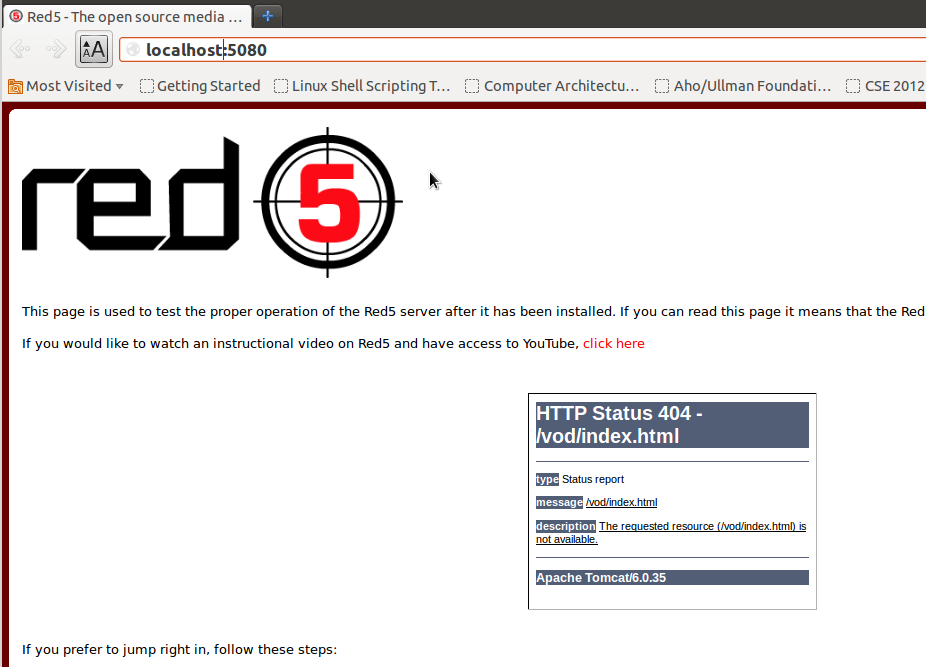 Red5 - The open source media ...
localhost:5080
Most Visited Getting Started Linux Shell Scripting T... Computer Architectu... Aho/Ullman Foundati... CSE 2012
red 5
This page is used to test the proper operation of the Red5 server after it has been installed. If you can read this page it means that the Red
If you would like to watch an instructional video on Red5 and have access to YouTube, click here
HTTP Status 404 -
/vod/index.html
type Status report
message /vod/index.html
description The requested resource (/vod/index.html) is
not available.
Apache Tomcat/6.0.35
If you prefer to jump right in, follow these steps: